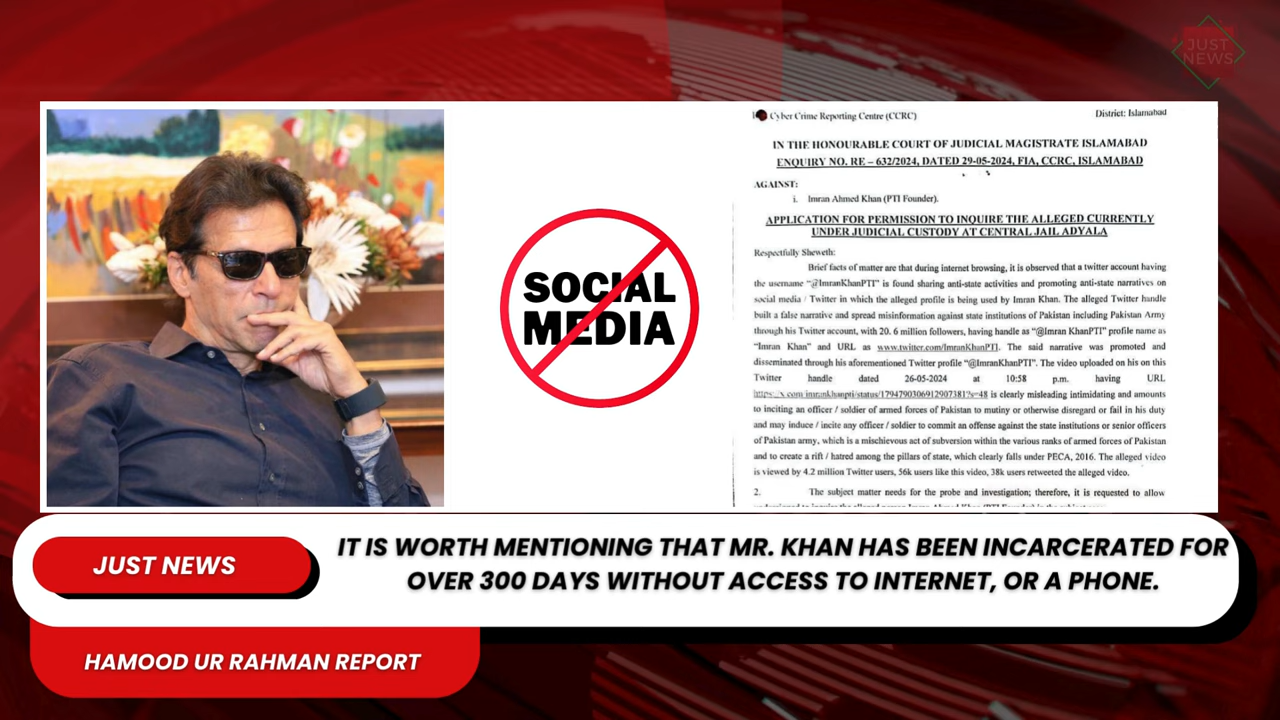 JUST
NEWS
Cyber Crime Reporting Centre (CCRC)
District: Islamabad
IN THE HONOURABLE COURT OF JUDICIAL MAGISTRATE ISLAMABAD
ENQUIRY NO. RE – 632/2024, DATED 29-05-2024, FIA, CCRC, ISLAMABAD
AGAINST:
i. Imran Ahmed Khan (PTI Founder).
APPLICATION FOR PERMISSION TO INQUIRE THE ALLEGED CURRENTLY
UNDER JUDICIAL CUSTODY AT CENTRAL JAIL ADYALA
Respectfully Sheweth:
Brief facts of matter are that during internet browsing, it is observed that a twitter account having
the username “@ImranKhanPTI” is found sharing anti-state activities and promoting anti-state narratives on
social media / Twitter in which the alleged profile is being used by Imran Khan. The alleged Twitter handle
built a false narrative and spread misinformation against state institutions of Pakistan including Pakistan Army
through his Twitter account, with 20. 6 million followers, having handle as “@Imran KhanPTI” profile name as
“Imran Khan” and URL as www.twitter.com/ImranKhanPTI. The said narrative was promoted and
disseminated through his aforementioned Twitter profile “@ImranKhanPTI”. The video uploaded on his on this
Twitter handle dated 26-05-2024 at 10:58 p.m. having URL
https://x.com/imrankhanpti/status/1794790306912907381?s=48 is clearly misleading intimidating and amounts
to inciting an officer / soldier of armed forces of Pakistan to mutiny or otherwise disregard or fail in his duty
and may induce / incite any officer / soldier to commit an offense against the state institutions or senior officers
of Pakistan army, which is a mischievous act of subversion within the various ranks of armed forces of Pakistan
and to create a rift / hatred among the pillars of state, which clearly falls under PECA, 2016. The alleged video
is viewed by 4.2 million Twitter users, 56k users like this video, 38k users retweeted the alleged video.
2. The subject matter needs for the probe and investigation; therefore, it is requested to allow
SOCIAL
MEDIA
JUST NEWS
IT IS WORTH MENTIONING THAT MR. KHAN HAS BEEN INCARCERATED FOR
OVER 300 DAYS WITHOUT ACCESS TO INTERNET, OR A PHONE.
HAMOOD UR RAHMAN REPORT